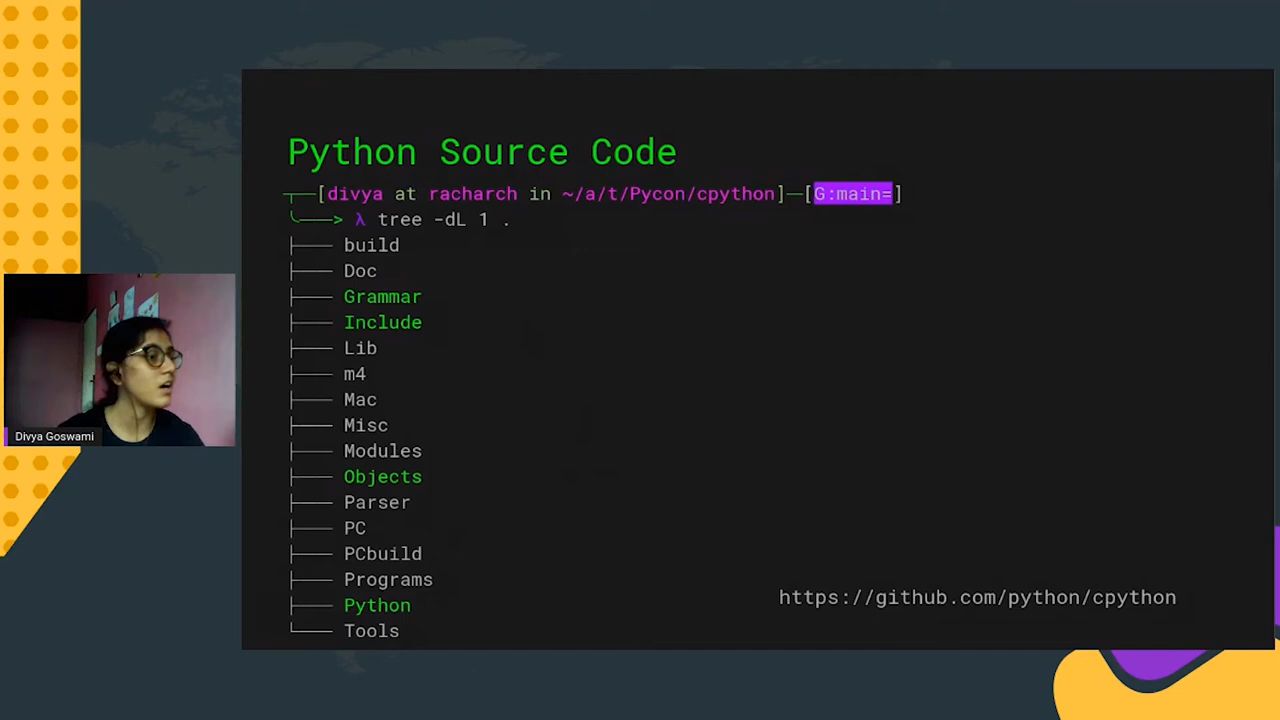 Python Source Code
┬──[divya at racharch in ~/a/t/Pycon/cpython]─[G:main=]
╰───> λ tree -dL 1 .
├── build
├── Doc
├── Grammar
├── Include
├── Lib
├── m4
├── Mac
├── Misc
├── Modules
├── Objects
├── Parser
├── PC
├── PCbuild
├── Programs
├── Python
└── Tools
https://github.com/python/cpython
Divya Goswami